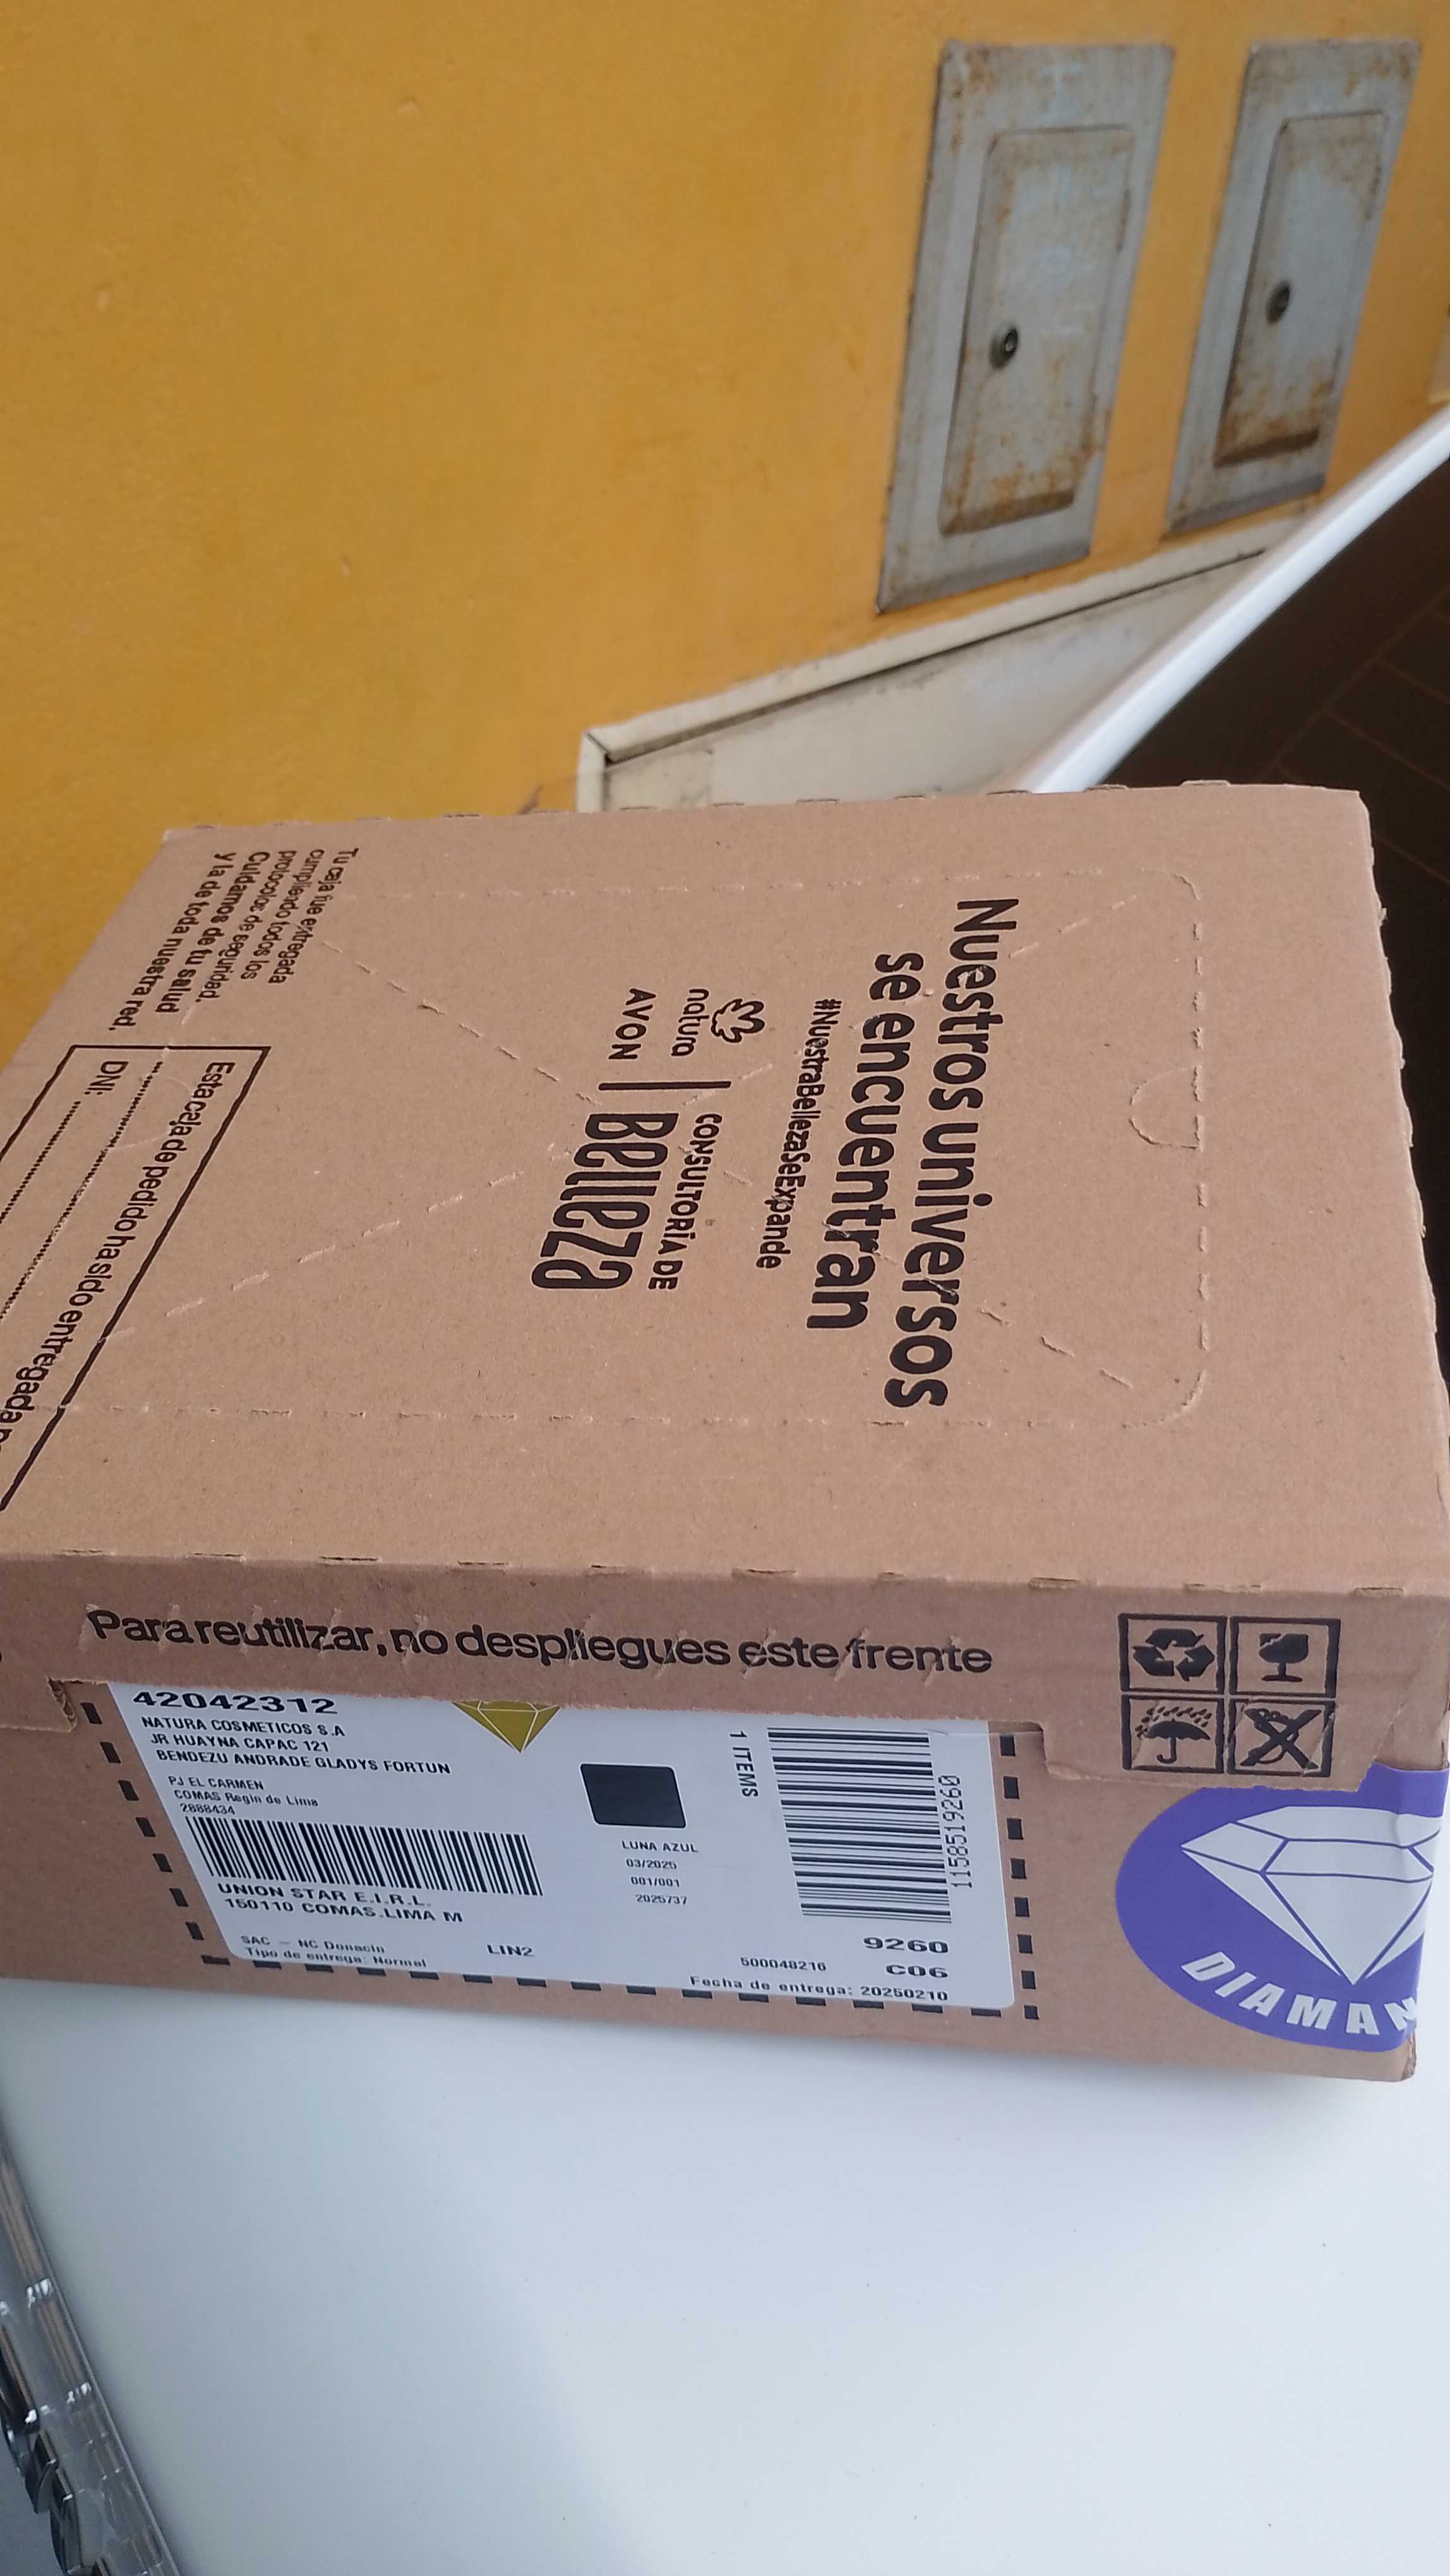 Nuestros universos
se encuentran
#NuestraBellezaSeExpande
natura
AVON
CONSULTORÍA DE
Belleza
Tu caja fue entregada
cumpliendo todos los
protocolos de seguridad.
Cuidamos de tu salud
y la de toda nuestra red.
Esta caja de pedido ha sido entregada
DNI:
Para reutilizar, no despliegues este frente
42042312
NATURA COSMETICOS S.A
JR HUAYNA CAPAC 121
BENDEZU ANDRADE GLADYS FORTUN
PJ EL CARMEN
COMAS Regin de Lima
2888434
UNION STAR E.I.R.L.
150110 COMAS.LIMA M
SAC - NC Donacin
Tipo de entrega: Normal
LIN2
LUNA AZUL
03/2025
001/001
2025737
1 ITEMS
1158519260
9260
500048216
C06
Fecha de entrega: 20250210
DIAMAN